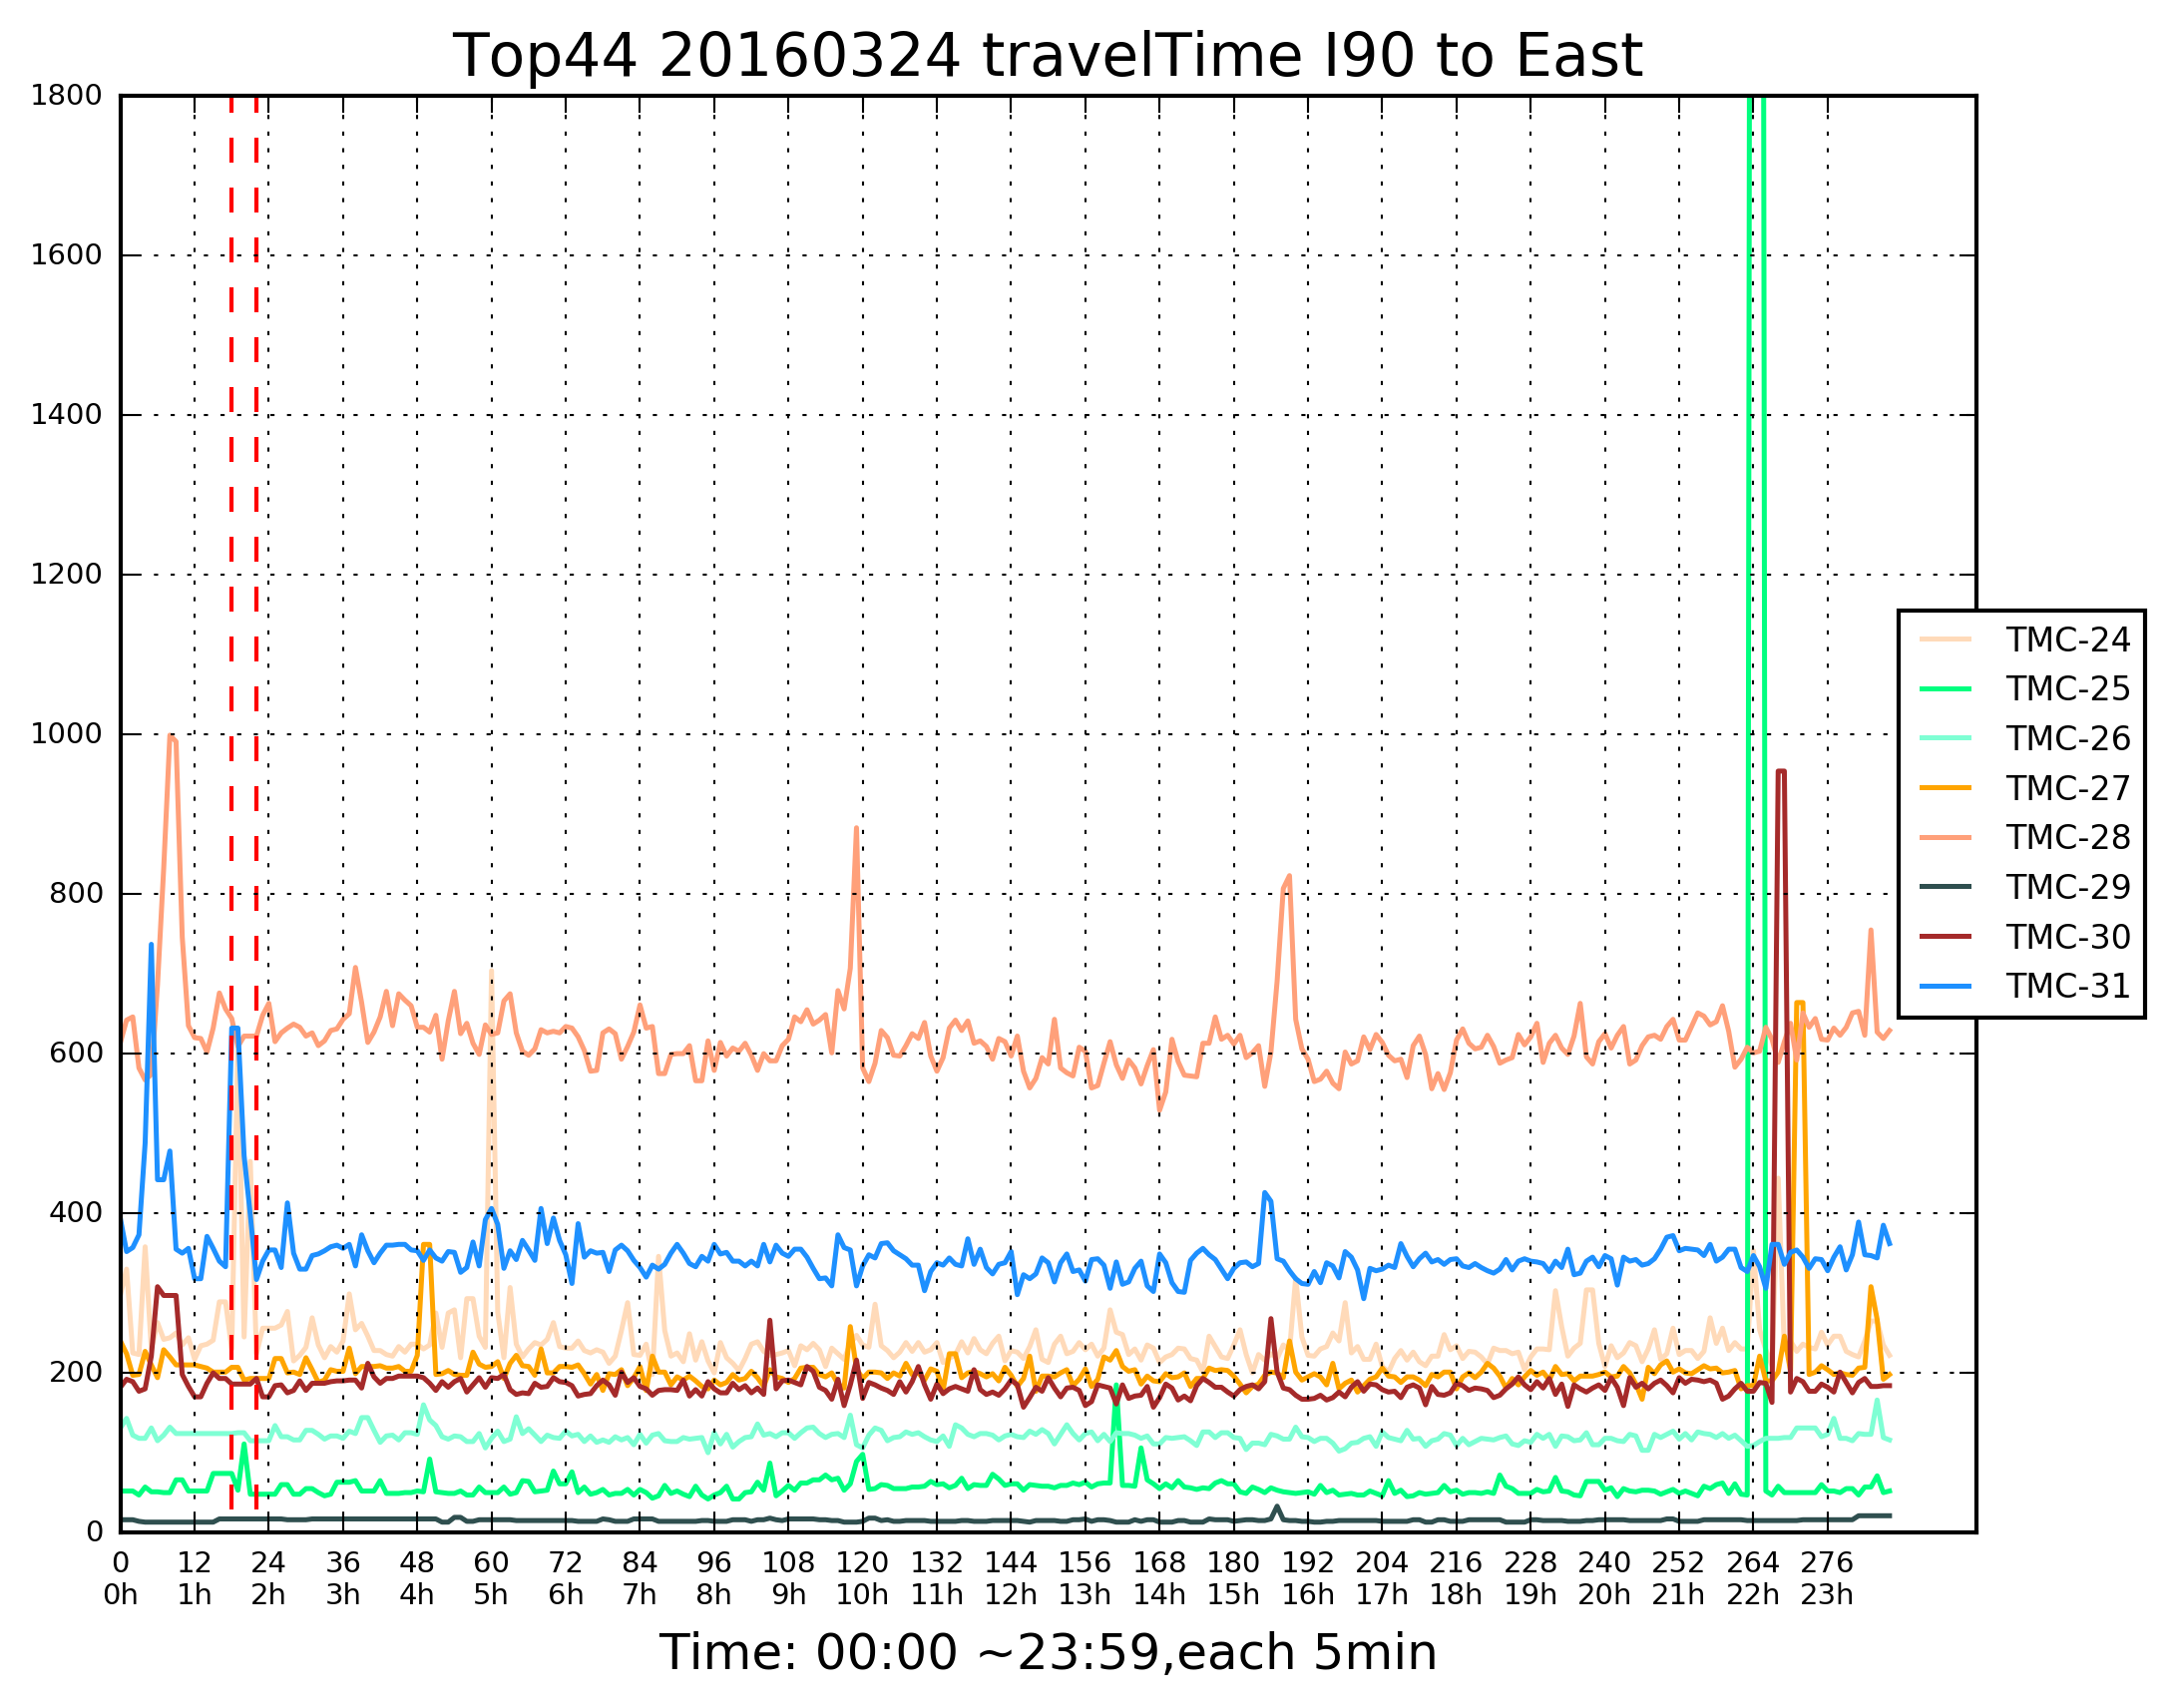 Top44 20160324 travelTime I90 to East
1800
1600
1400
1200
1000
800
600
400
200
0
TMC-24
TMC-25
TMC-26
TMC-27
TMC-28
TMC-29
TMC-30
TMC-31
0 12 24 36 48 60 72 84 96 108 120 132 144 156 168 180 192 204 216 228 240 252 264 276
0h 1h 2h 3h 4h 5h 6h 7h 8h 9h 10h 11h 12h 13h 14h 15h 16h 17h 18h 19h 20h 21h 22h 23h
Time: 00:00 ~23:59,each 5min